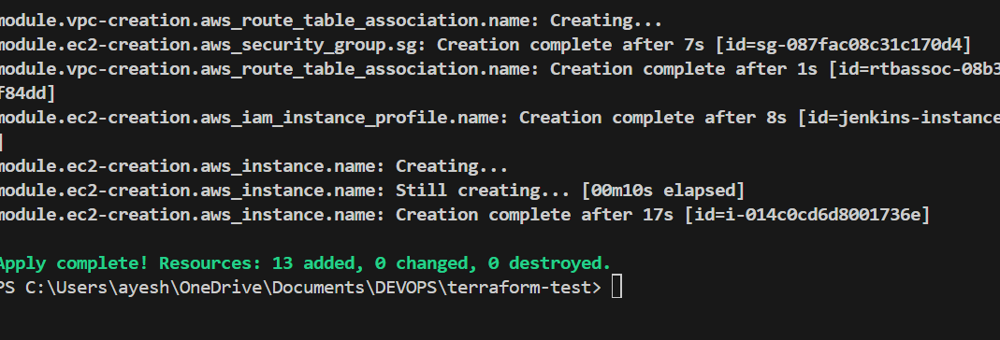 module.vpc-creation.aws_route_table_association.name: Creating...
module.ec2-creation.aws_security_group.sg: Creation complete after 7s [id=sg-087fac08c31c170d4]
module.vpc-creation.aws_route_table_association.name: Creation complete after 1s [id=rtbassoc-08b3
f84dd]
module.ec2-creation.aws_iam_instance_profile.name: Creation complete after 8s [id=jenkins-instance
]
module.ec2-creation.aws_instance.name: Creating...
module.ec2-creation.aws_instance.name: Still creating... [00m10s elapsed]
module.ec2-creation.aws_instance.name: Creation complete after 17s [id=i-014c0cd6d8001736e]
Apply complete! Resources: 13 added, 0 changed, 0 destroyed.
PS C:\Users\ayesh\OneDrive\Documents\DEVOPS\terraform-test>